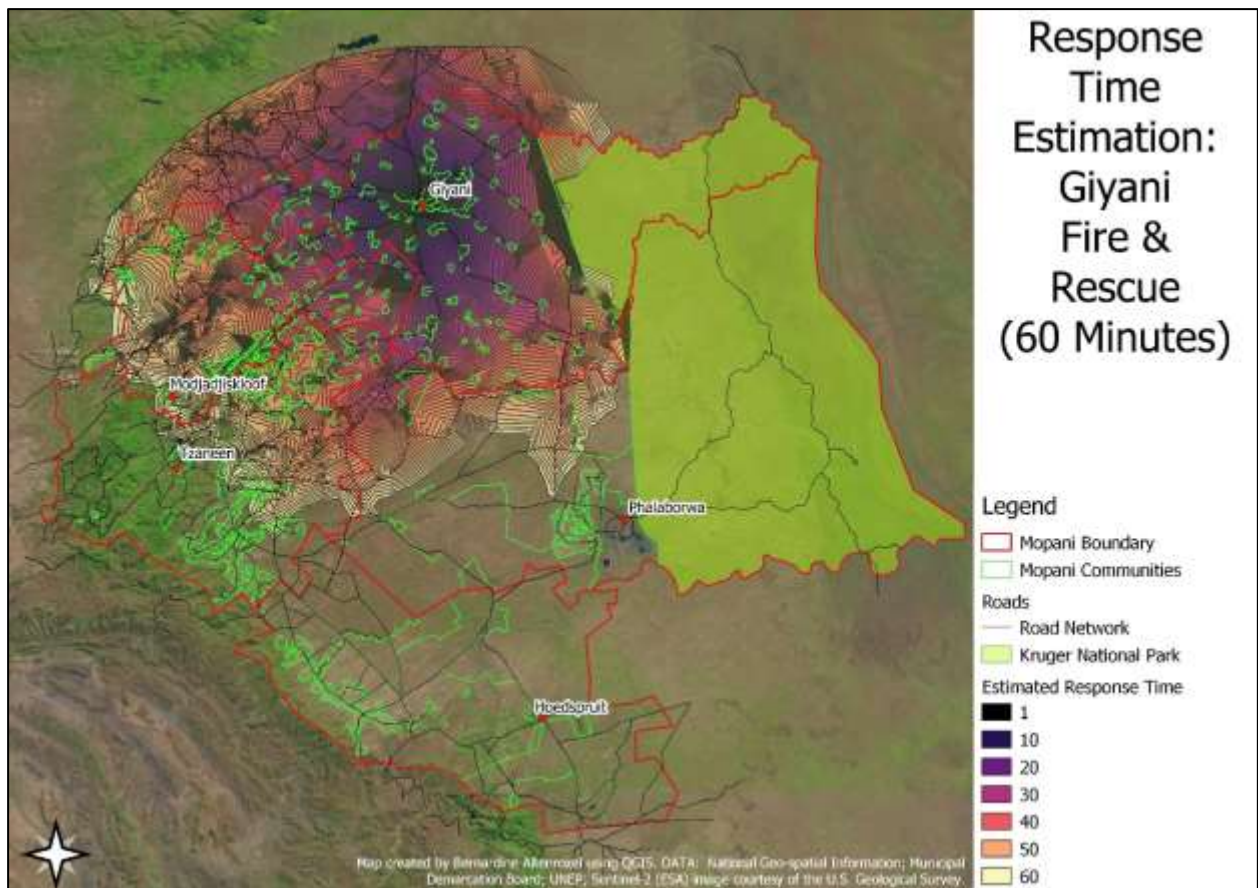 Response
Time
Estimation:
Giyani
Fire &
Rescue
(60 Minutes)
Giyani
Modjadjiskloof
Tzaneen
Phalaborwa
Hoedspruit
Legend
Mopani Boundary
Mopani Communities
Roads
Road Network
Kruger National Park
Estimated Response Time
1
10
20
30
40
50
60
Map created by Bernardine Altenroxel using QGIS. DATA: National Geo-spatial Information; Municipal
Demarcation Board; UNEP; Sentinel-2 (ESA) image courtesy of the U.S. Geological Survey.